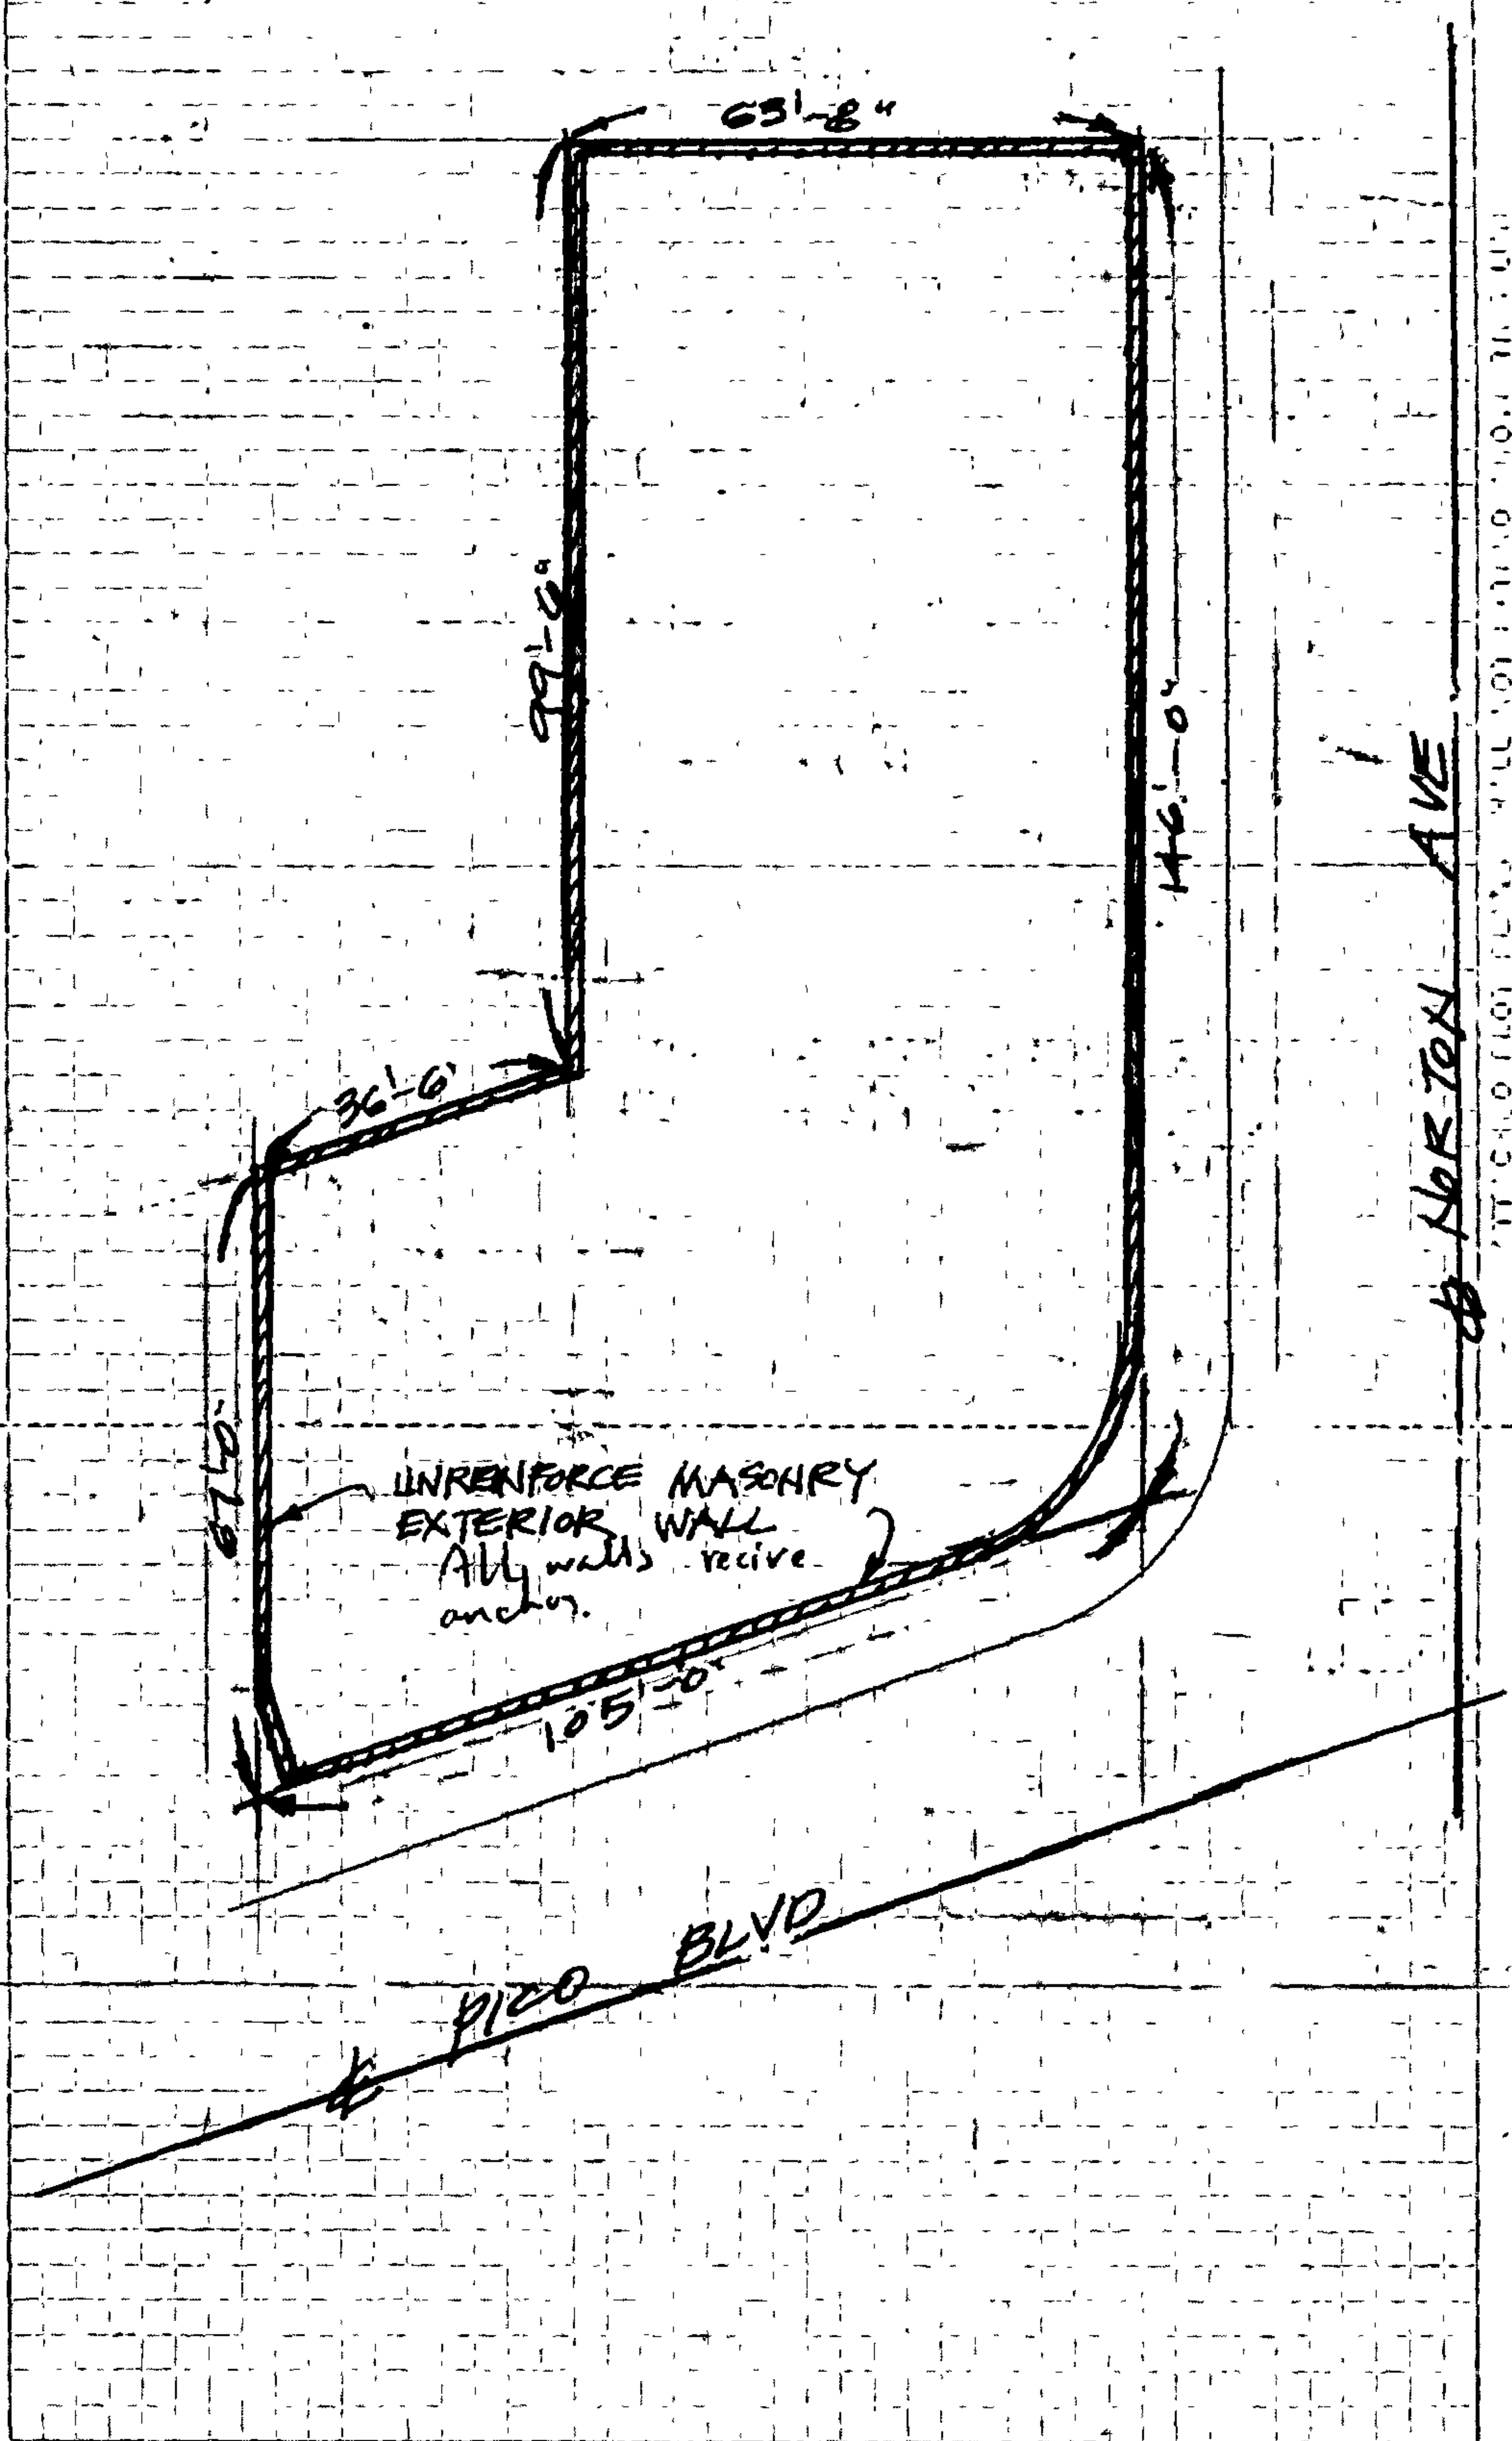 63'-8"
99'-6"
146'-0"
36'-6'
67'-0"
UNREINFORCE MASONRY
EXTERIOR WALL
All walls recive
anchor.
105'-0"
℄ NORTON AVE
℄ PICO BLVD